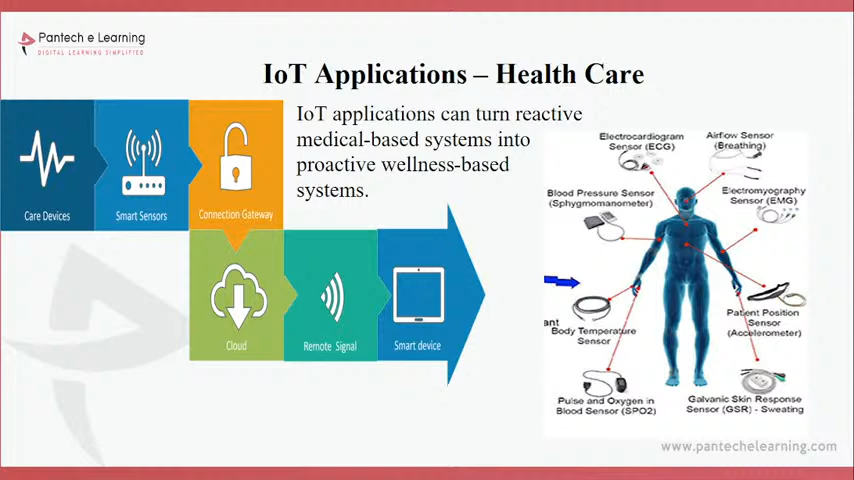 Pantech e Learning
DIGITAL LEARNING SIMPLIFIED
IoT Applications – Health Care
IoT applications can turn reactive
medical-based systems into
proactive wellness-based
systems.
Care Devices
Smart Sensors
Connection Gateway
Cloud
Remote Signal
Smart device
Electrocardiogram
Sensor (ECG)
Airflow Sensor
(Breathing)
Blood Pressure Sensor
(Sphygmomanometer)
Electromyography
Sensor (EMG)
ant
Body Temperature
Sensor
Patient Position
Sensor
(Accelerometer)
Pulse and Oxygen in
Blood Sensor (SPO2)
Galvanic Skin Response
Sensor (GSR) - Sweating
www.pantechelearning.com